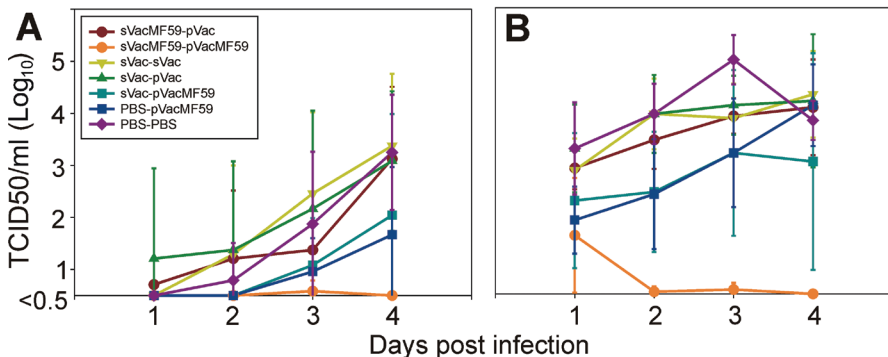 A
B
sVacMF59-pVac
sVacMF59-pVacMF59
sVac-sVac
sVac-pVac
sVac-pVacMF59
PBS-pVacMF59
PBS-PBS
TCID50/ml (Log10)
5
4
3
2
1
<0.5
1 2 3 4
1 2 3 4
Days post infection